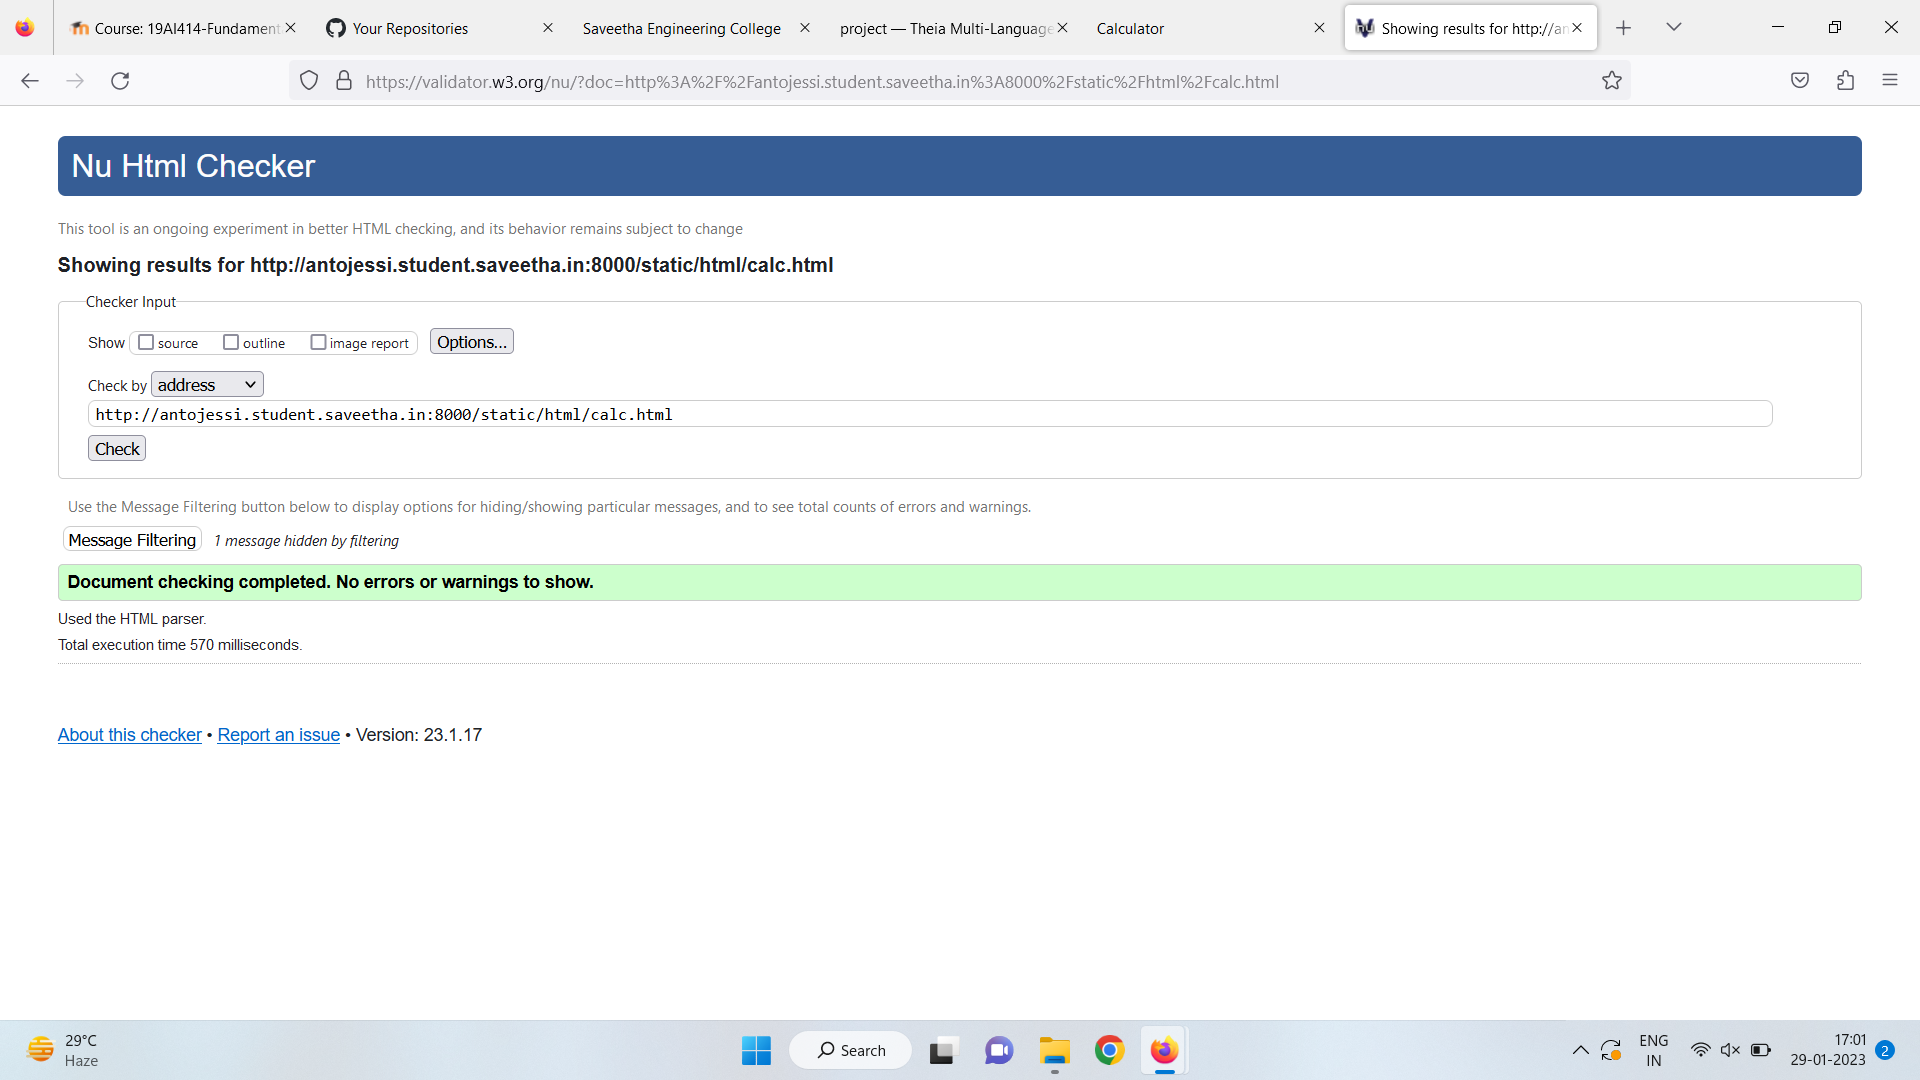 Course: 19AI414-Fundament
Your Repositories
Saveetha Engineering College
project — Theia Multi-Language
Calculator
Showing results for http://an
https://validator.w3.org/nu/?doc=http%3A%2F%2Fantojessi.student.saveetha.in%3A8000%2Fstatic%2Fhtml%2Fcalc.html
Nu Html Checker
This tool is an ongoing experiment in better HTML checking, and its behavior remains subject to change
Showing results for http://antojessi.student.saveetha.in:8000/static/html/calc.html
Checker Input
Show source outline image report Options...
Check by address
http://antojessi.student.saveetha.in:8000/static/html/calc.html
Check
Use the Message Filtering button below to display options for hiding/showing particular messages, and to see total counts of errors and warnings.
Message Filtering 1 message hidden by filtering
Document checking completed. No errors or warnings to show.
Used the HTML parser.
Total execution time 570 milliseconds.
About this checker • Report an issue • Version: 23.1.17
29°C
Haze
Search
ENG
IN
17:01
29-01-2023
2